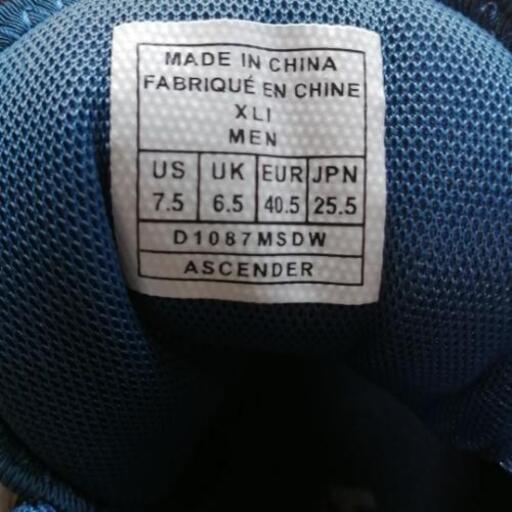 MADE IN CHINA
FABRIQUÉ EN CHINE
XLI
MEN
US UK EUR JPN
7.5 6.5 40.5 25.5
D1087MSDW
ASCENDER